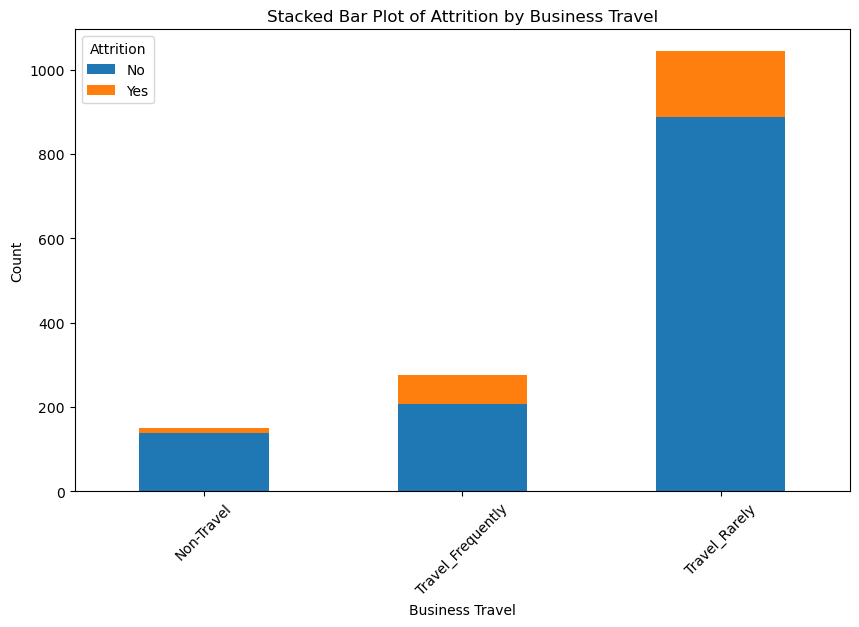 Stacked Bar Plot of Attrition by Business Travel
Attrition
No
Yes
1000
800
600
400
200
0
Count
Non-Travel
Travel_Frequently
Travel_Rarely
Business Travel